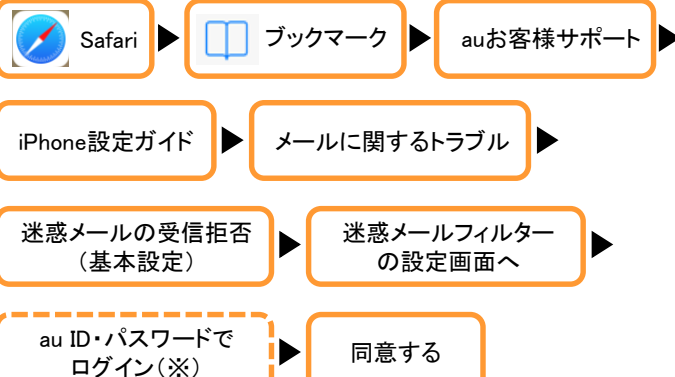 Safari
ブックマーク
auお客様サポート
iPhone設定ガイド
メールに関するトラブル
迷惑メールの受信拒否
（基本設定）
迷惑メールフィルター
の設定画面へ
au ID・パスワードで
ログイン（※）
同意する